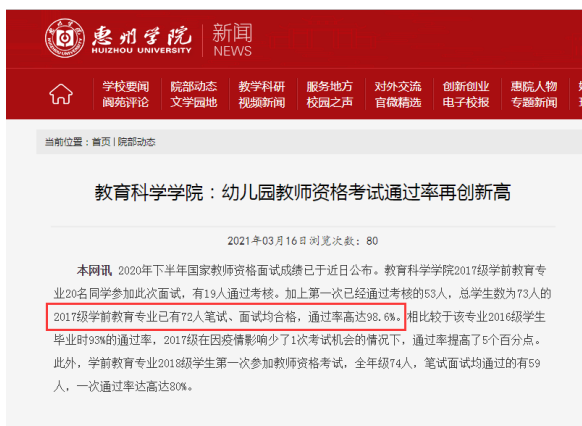 惠州学院
HUIZHOU UNIVERSITY
新闻
NEWS
学校要闻 院部动态 教学科研 服务地方 对外交流 创新创业 惠院人物
阆苑评论 文学园地 视频新闻 校园之声 官微精选 电子校报 专题新闻
当前位置：首页 | 院部动态
教育科学学院：幼儿园教师资格考试通过率再创新高
2021年03月16日浏览次数：80
本网讯 2020年下半年国家教师资格面试成绩已于近日公布。教育科学学院2017级学前教育专
业20名同学参加此次面试，有19人通过考核。加上第一次已经通过考核的53人，总学生数为73人的
2017级学前教育专业已有72人笔试、面试均合格，通过率高达98.6%。相比较于该专业2016级学生
毕业时93%的通过率，2017级在因疫情影响少了1次考试机会的情况下，通过率提高了5个百分点。
此外，学前教育专业2018级学生第一次参加教师资格考试，全年级74人，笔试面试均通过的有59
人，一次通过率达高达80%。